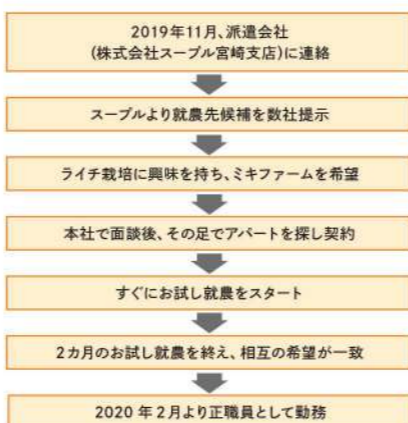 2019年11月、派遣会社
(株式会社スーブル宮崎支店)に連絡
スーブルより就農先候補を数社提示
ライチ栽培に興味を持ち、ミキファームを希望
本社で面談後、その足でアパートを探し契約
すぐにお試し就農をスタート
2カ月のお試し就農を終え、相互の希望が一致
2020年2月より正職員として勤務